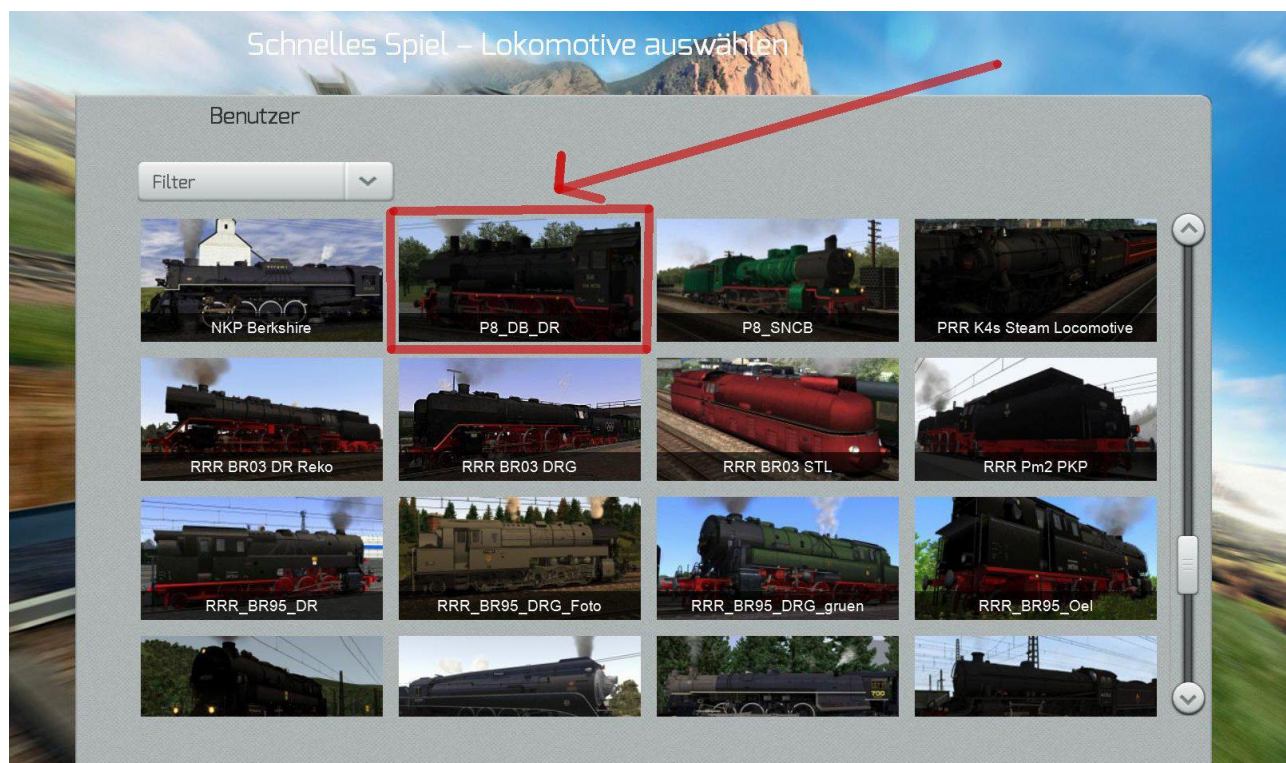 Schnelles Spiel – Lokomotive auswählen
Benutzer
Filter
NKP Berkshire
P8_DB_DR
P8_SNCB
PRR K4s Steam Locomotive
RRR BR03 DR Reko
RRR BR03 DRG
RRR BR03 STL
RRR Pm2 PKP
RRR_BR95_DR
RRR_BR95_DRG_Foto
RRR_BR95_DRG_gruen
RRR_BR95_Oel
700